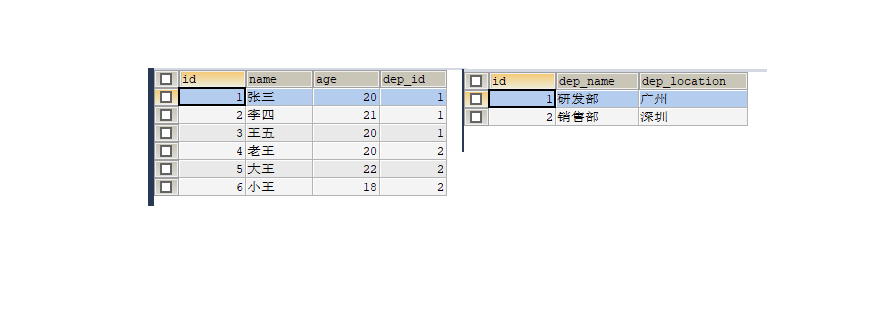 id name age dep_id
1 张三 20 1
2 李四 21 1
3 王五 20 1
4 老王 20 2
5 大王 22 2
6 小王 18 2
id dep_name dep_location
1 研发部 广州
2 销售部 深圳